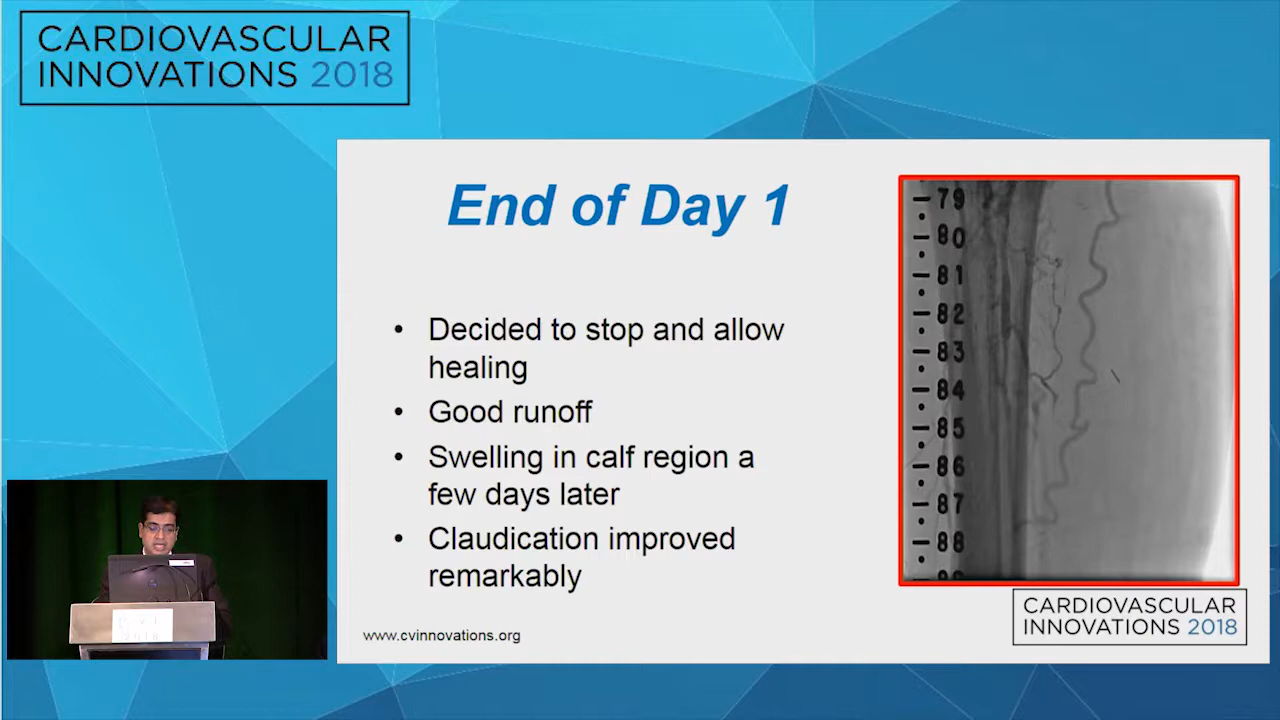 CARDIOVASCULAR
INNOVATIONS 2018
End of Day 1
• Decided to stop and allow
healing
• Good runoff
• Swelling in calf region a
few days later
• Claudication improved
remarkably
79
80
81
82
83
84
85
86
87
88
www.cvinnovations.org
CARDIOVASCULAR
INNOVATIONS 2018